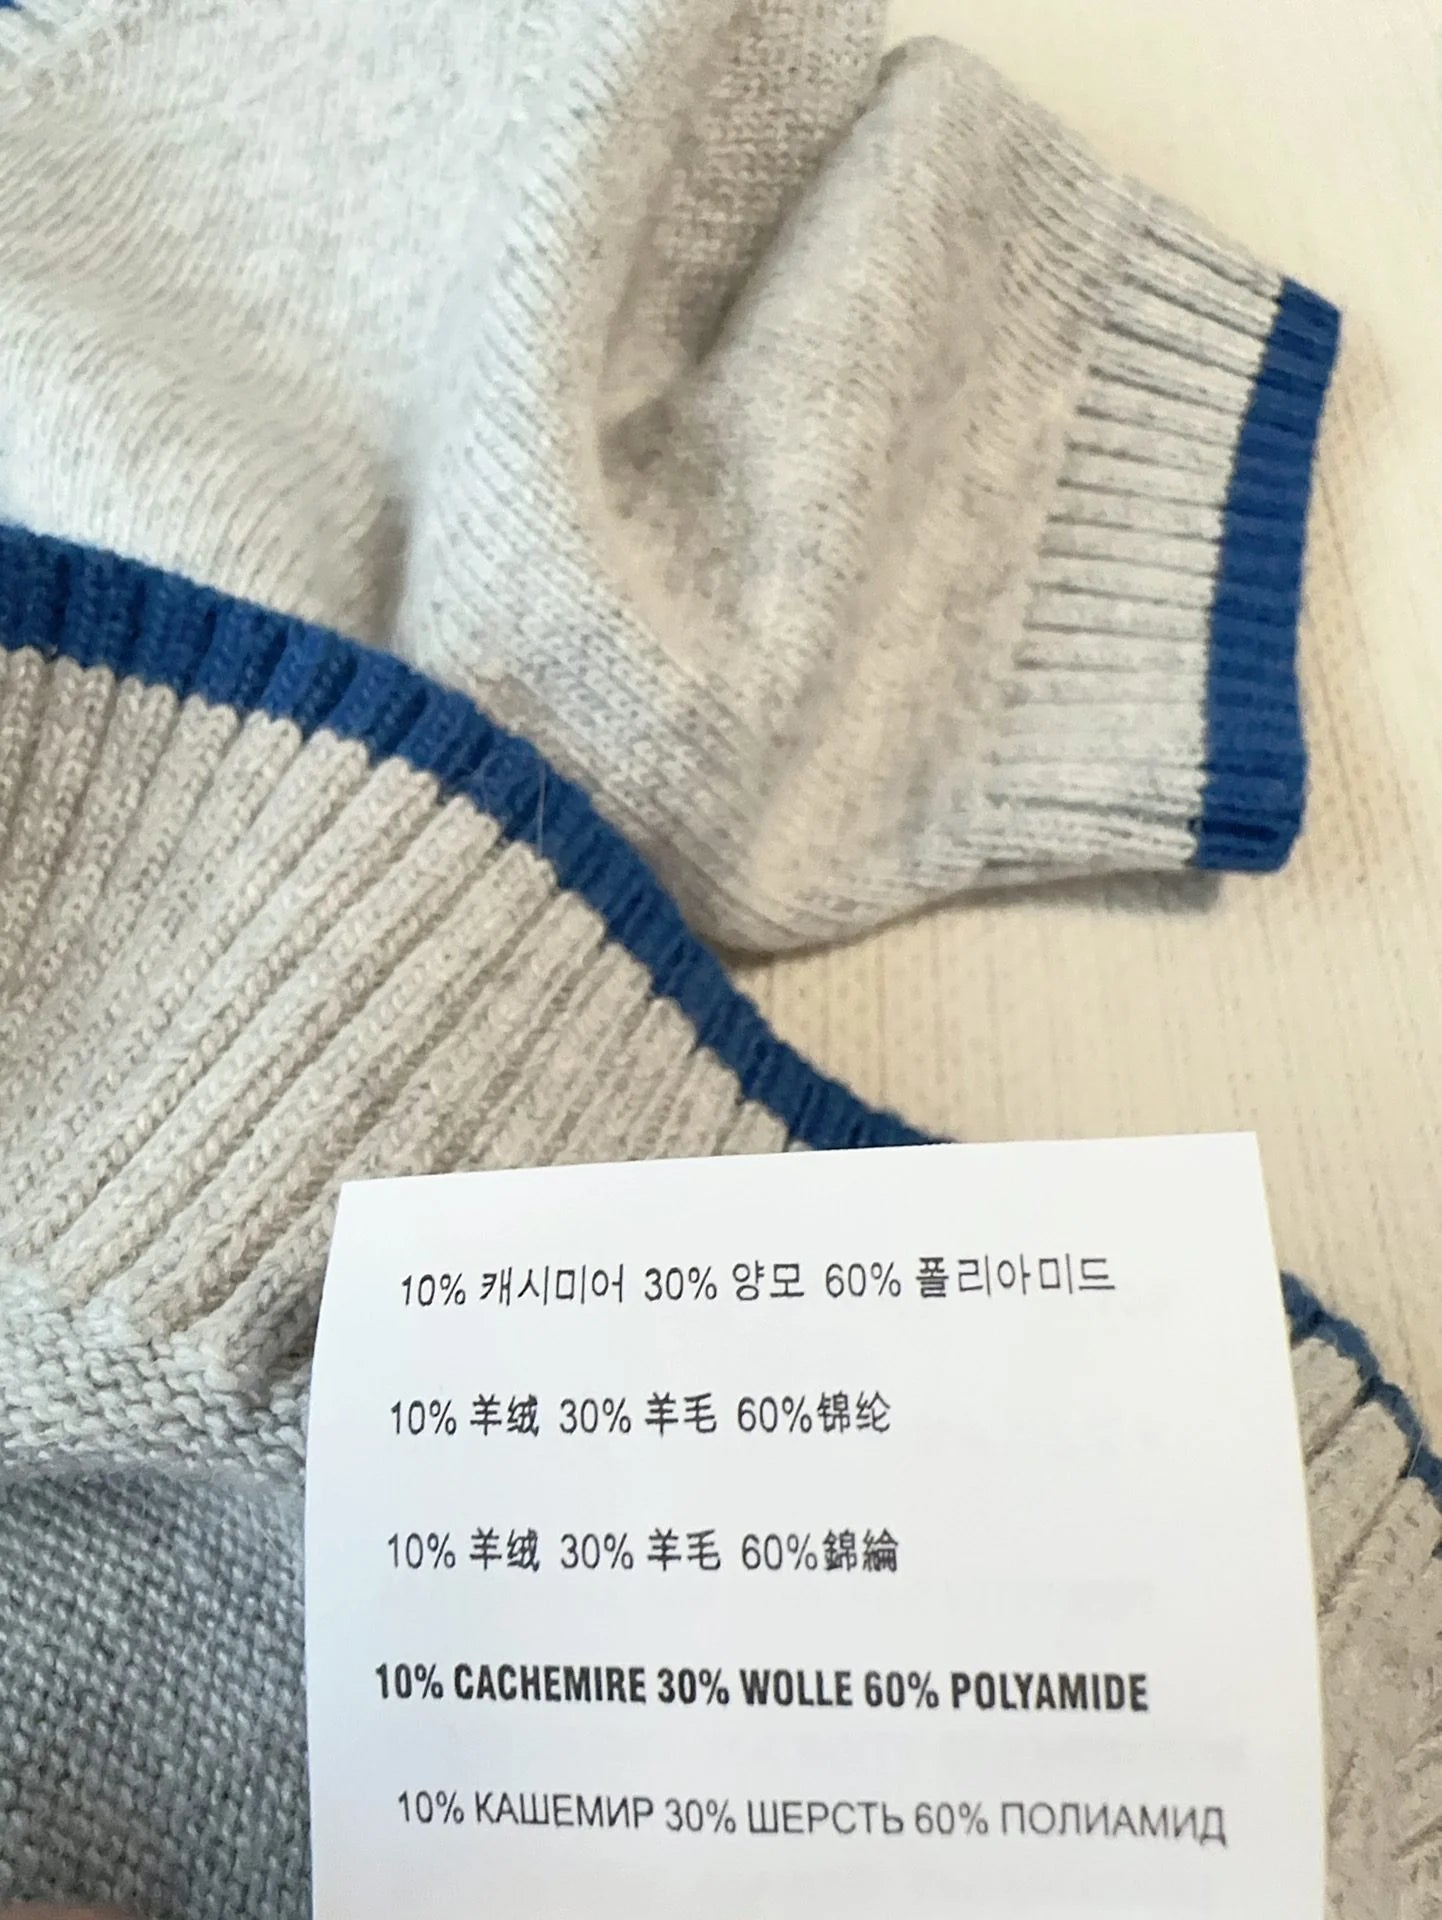 10% 캐시미어 30% 양모 60% 폴리아미드
10% 羊绒 30% 羊毛 60%锦纶
10% 羊绒 30% 羊毛 60%錦綸
10% CACHEMIRE 30% WOLLE 60% POLYAMIDE
10% КАШЕМИР 30% ШЕРСТЬ 60% ПОЛИАМИД